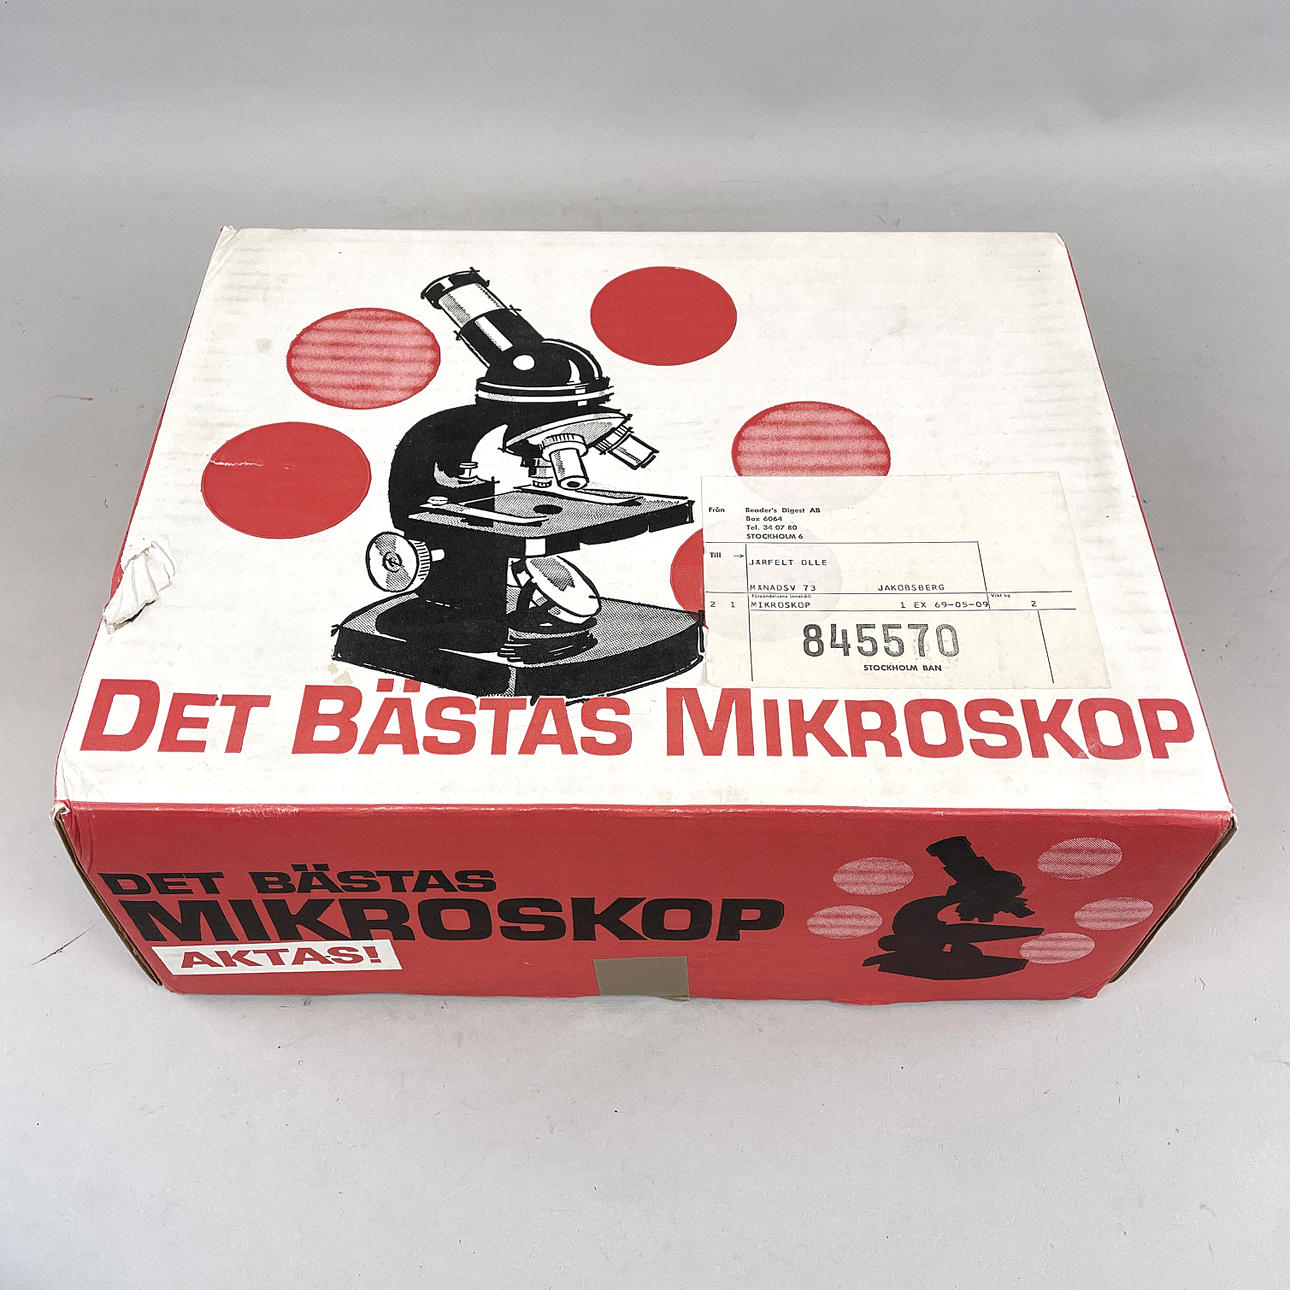 Från Reader's Digest AB
Box 6064
Tel. 34 07 80
STOCKHOLM 6
Till → JÄRFELT OLLE
MÅNADSV 73 JAKOBSBERG
Försändelsens innehåll Vikt kg
2 1 MIKROSKOP 1 EX 69-05-09 2
845570
STOCKHOLM BAN
DET BÄSTAS MIKROSKOP
DET BÄSTAS
MIKROSKOP
AKTAS!